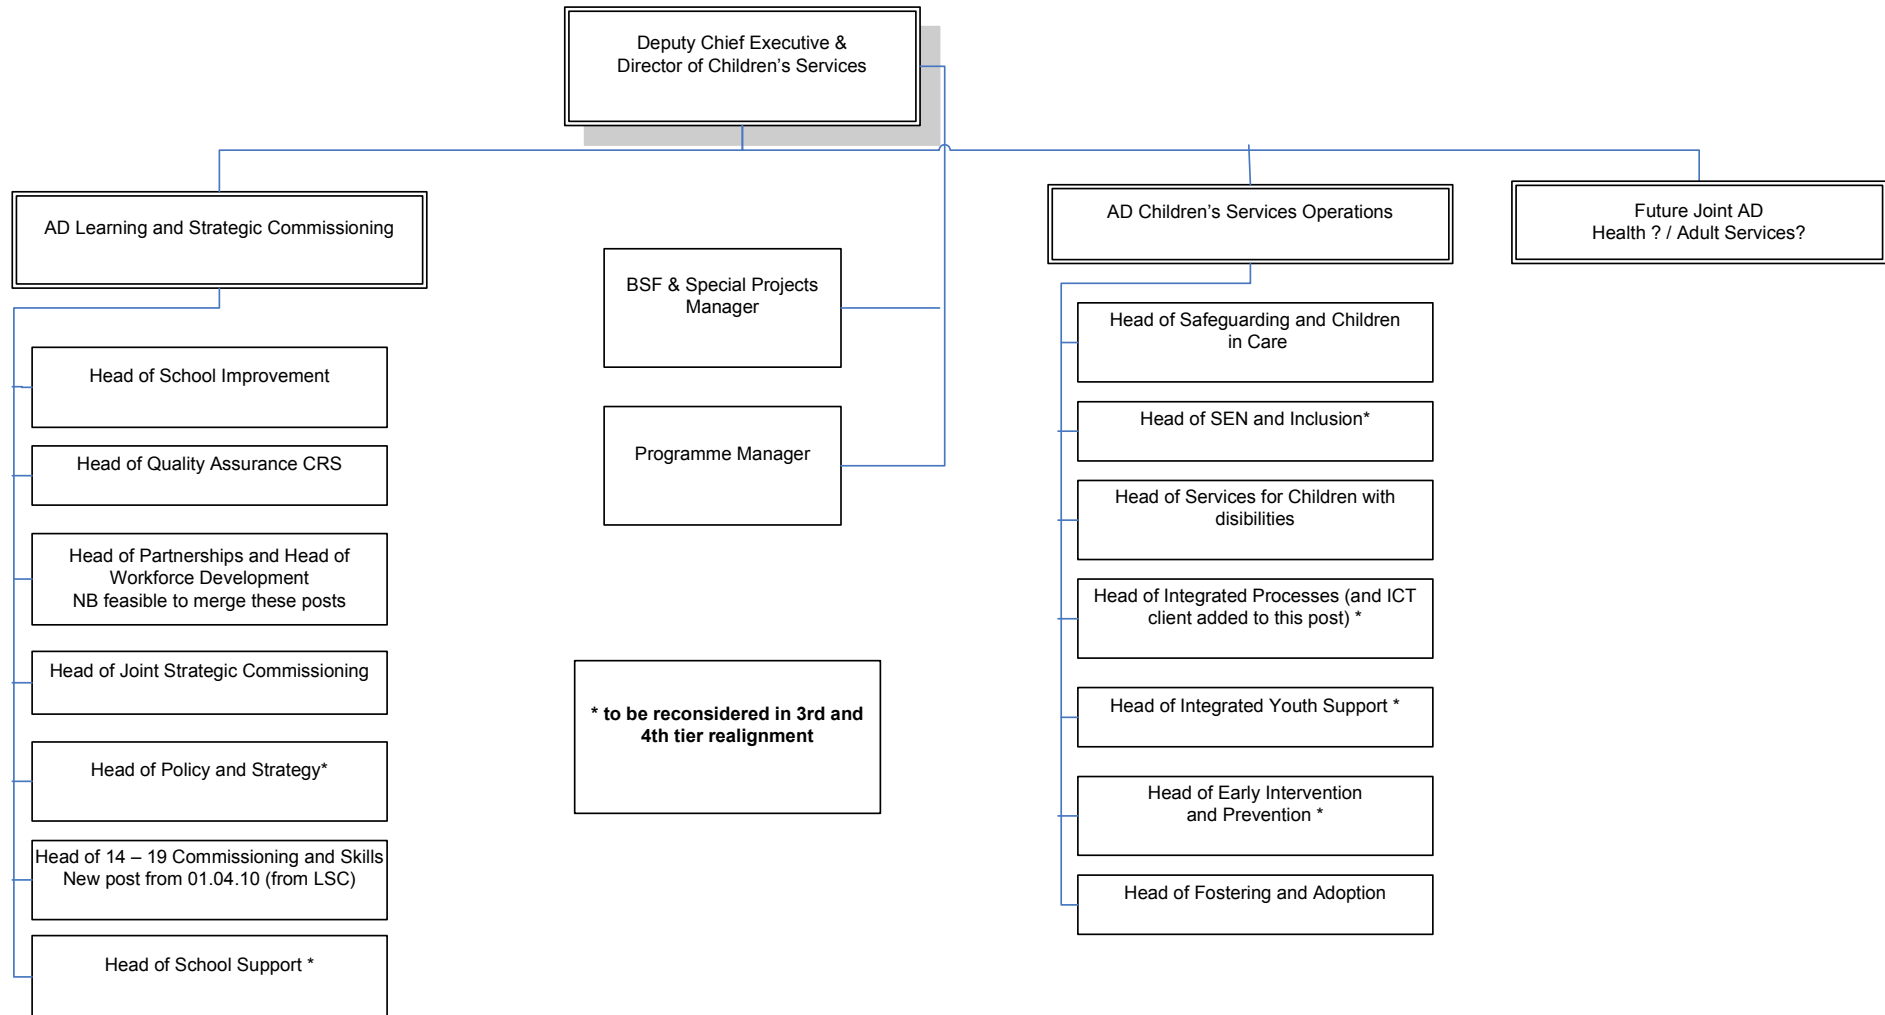 Deputy Chief Executive &
Director of Children's Services
AD Learning and Strategic Commissioning
AD Children's Services Operations
Future Joint AD
Health ? / Adult Services?
BSF & Special Projects
Manager
Programme Manager
* to be reconsidered in 3rd and
4th tier realignment
Head of School Improvement
Head of Quality Assurance CRS
Head of Partnerships and Head of
Workforce Development
NB feasible to merge these posts
Head of Joint Strategic Commissioning
Head of Policy and Strategy*
Head of 14 – 19 Commissioning and Skills
New post from 01.04.10 (from LSC)
Head of School Support *
Head of Safeguarding and Children
in Care
Head of SEN and Inclusion*
Head of Services for Children with
disibilities
Head of Integrated Processes (and ICT
client added to this post) *
Head of Integrated Youth Support *
Head of Early Intervention
and Prevention *
Head of Fostering and Adoption